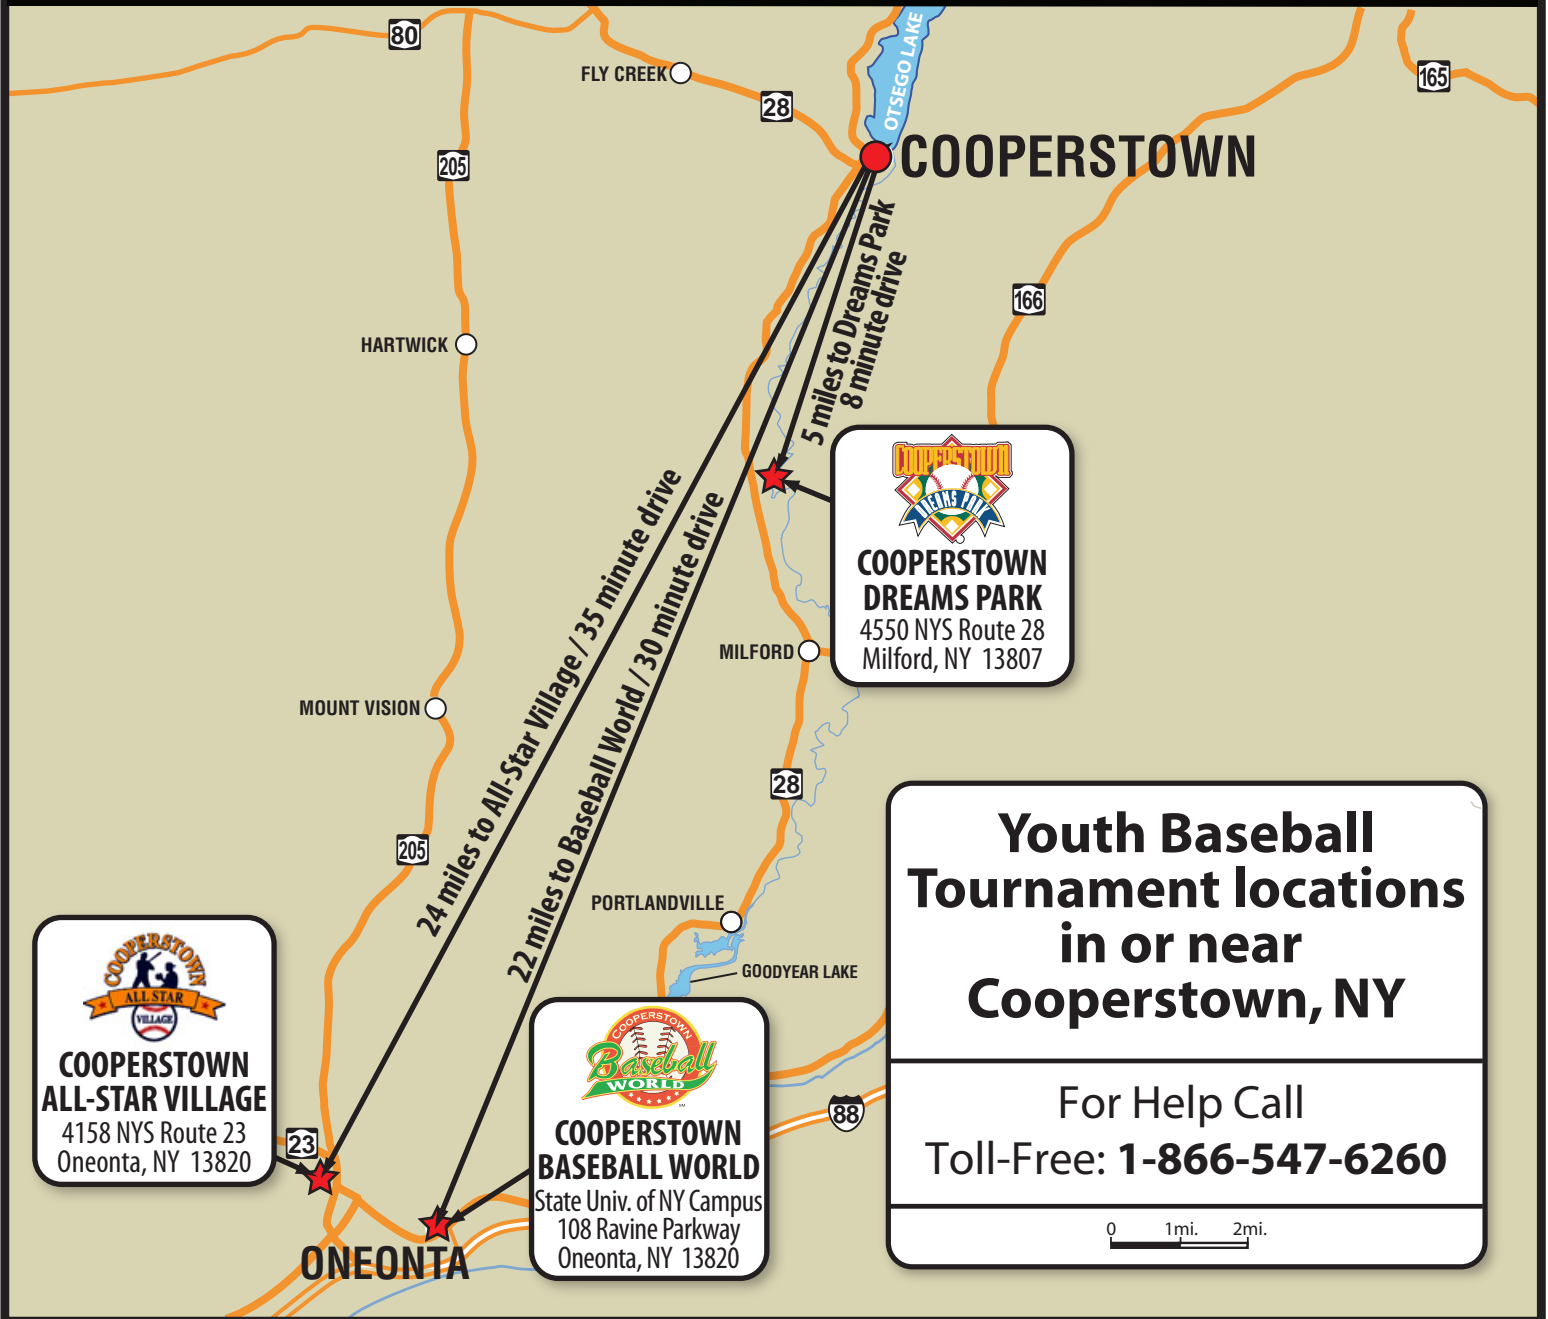 80
FLY CREEK
28
OTSEGO LAKE
165
COOPERSTOWN
205
5 miles to Dreams Park
8 minute drive
166
HARTWICK
COOPERSTOWN
DREAMS PARK
COOPERSTOWN
DREAMS PARK
4550 NYS Route 28
Milford, NY 13807
24 miles to All-Star Village / 35 minute drive
22 miles to Baseball World / 30 minute drive
MILFORD
MOUNT VISION
28
205
PORTLANDVILLE
GOODYEAR LAKE
Youth Baseball
Tournament locations
in or near
Cooperstown, NY
For Help Call
Toll-Free: 1-866-547-6260
0 1mi. 2mi.
COOPERSTOWN
ALL STAR
VILLAGE
COOPERSTOWN
ALL-STAR VILLAGE
4158 NYS Route 23
Oneonta, NY 13820
23
COOPERSTOWN
Baseball
WORLD
COOPERSTOWN
BASEBALL WORLD
State Univ. of NY Campus
108 Ravine Parkway
Oneonta, NY 13820
88
ONEONTA